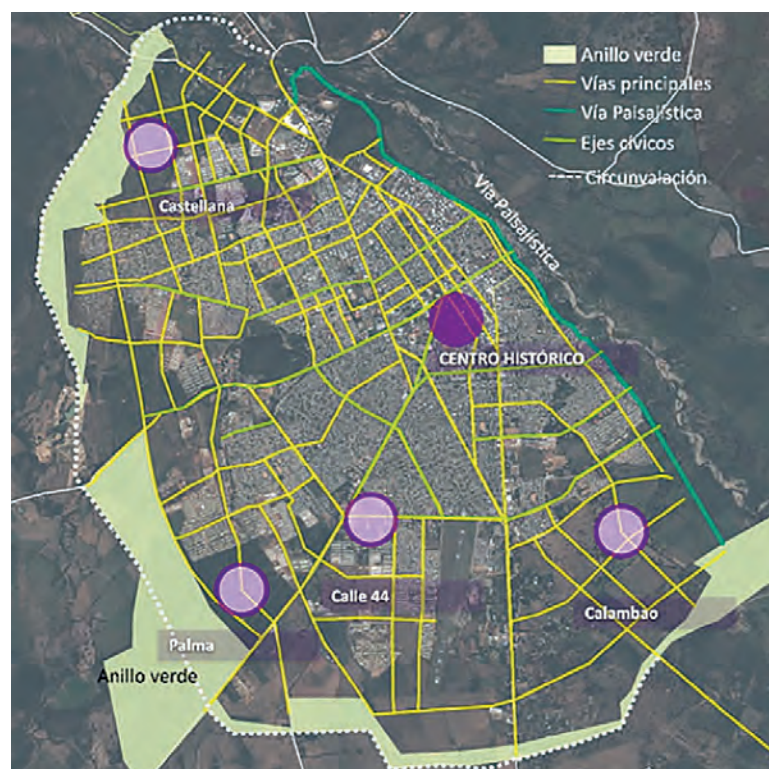 Anillo verde
Vías principales
Vía Paisajística
Ejes cívicos
Circunvalación
Castellana
Vía Paisajística
CENTRO HISTÓRICO
Calle 44
Calambao
Palma
Anillo verde